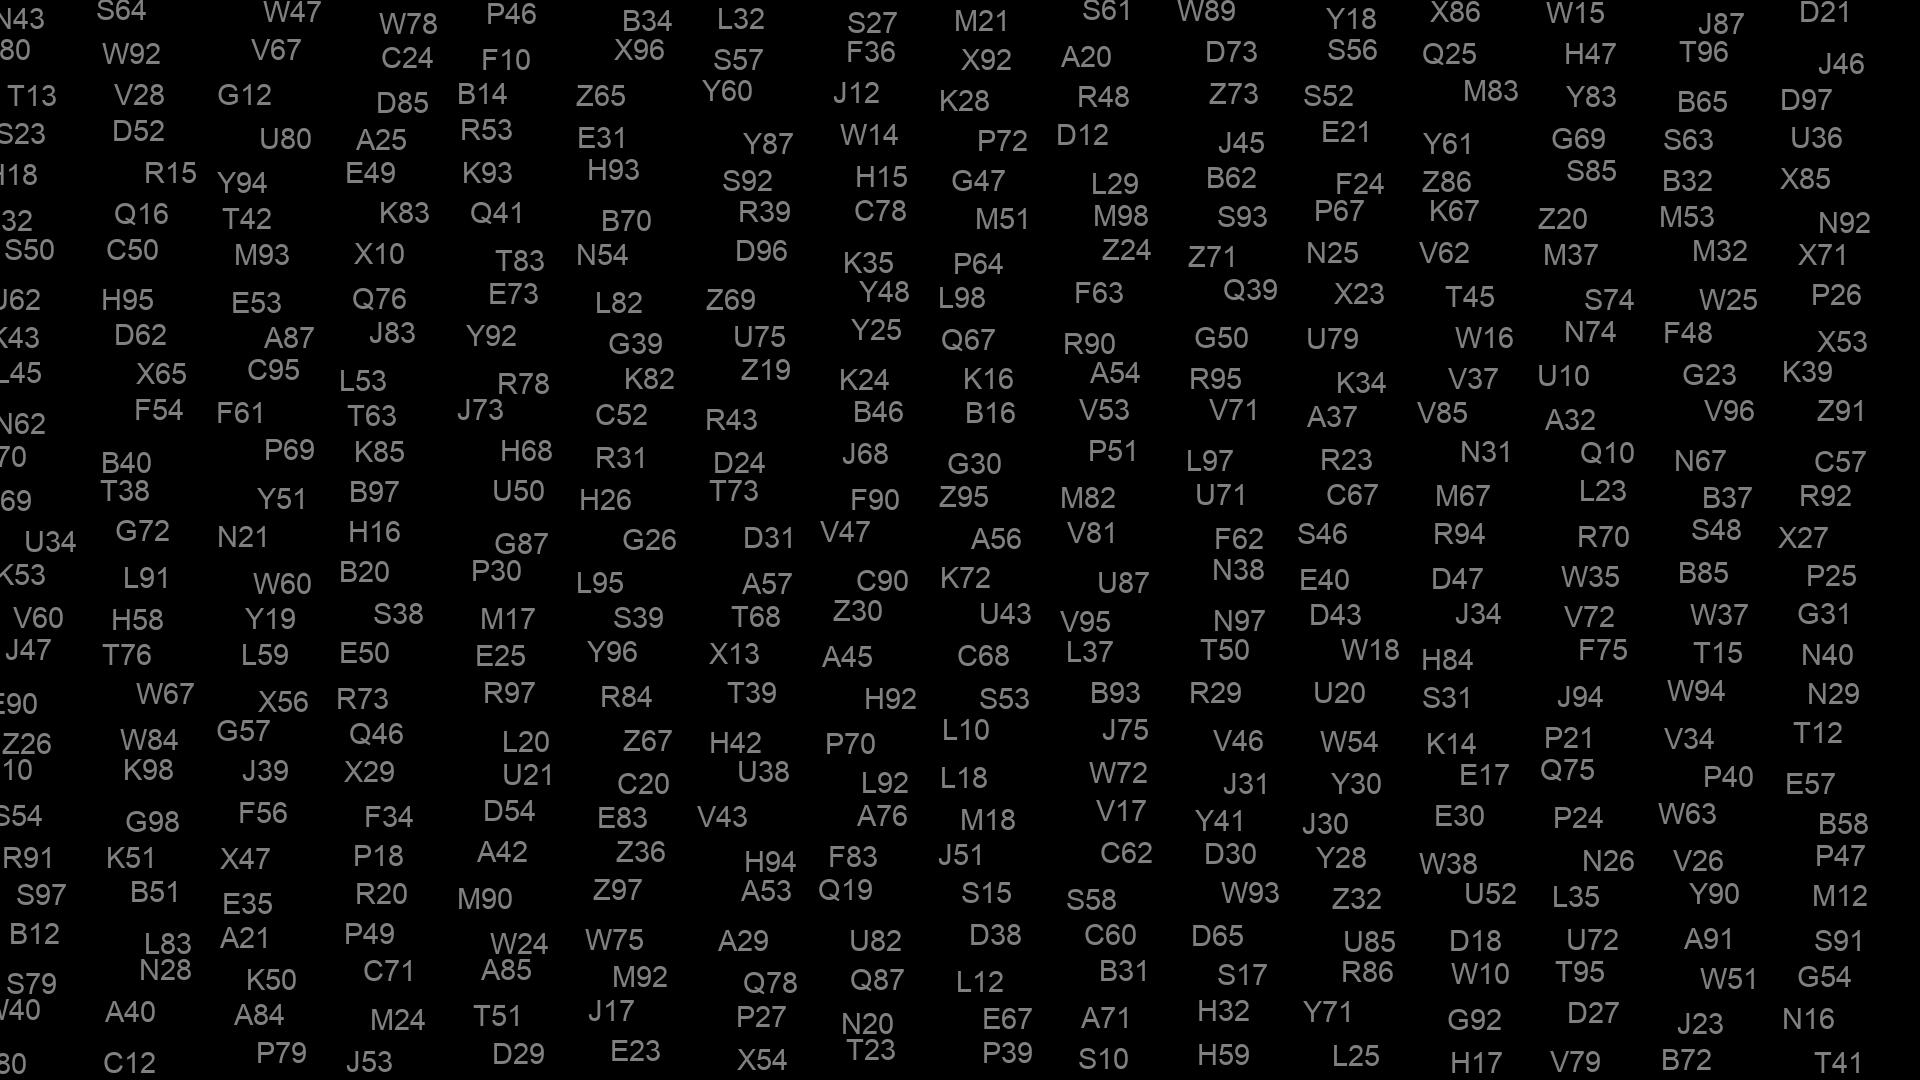 N43 S64 W47 W78 P46 B34 L32 S27 M21 S61 W89 Y18 X86 W15 J87 D21
80 W92 V67 C24 F10 X96 S57 F36 X92 A20 D73 S56 Q25 H47 T96 J46
T13 V28 G12 D85 B14 Z65 Y60 J12 K28 R48 Z73 S52 M83 Y83 B65 D97
S23 D52 U80 A25 R53 E31 Y87 W14 P72 D12 J45 E21 Y61 G69 S63 U36
H18 R15 Y94 E49 K93 H93 S92 H15 G47 L29 B62 F24 Z86 S85 B32 X85
32 Q16 T42 K83 Q41 B70 R39 C78 M51 M98 S93 P67 K67 Z20 M53 N92
S50 C50 M93 X10 T83 N54 D96 K35 P64 Z24 Z71 N25 V62 M37 M32 X71
U62 H95 E53 Q76 E73 L82 Z69 Y48 L98 F63 Q39 X23 T45 S74 W25 P26
K43 D62 A87 J83 Y92 G39 U75 Y25 Q67 R90 G50 U79 W16 N74 F48 X53
L45 X65 C95 L53 R78 K82 Z19 K24 K16 A54 R95 K34 V37 U10 G23 K39
N62 F54 F61 T63 J73 C52 R43 B46 B16 V53 V71 A37 V85 A32 V96 Z91
70 B40 P69 K85 H68 R31 D24 J68 G30 P51 L97 R23 N31 Q10 N67 C57
69 T38 Y51 B97 U50 H26 T73 F90 Z95 M82 U71 C67 M67 L23 B37 R92
U34 G72 N21 H16 G87 G26 D31 V47 A56 V81 F62 S46 R94 R70 S48 X27
K53 L91 W60 B20 P30 L95 A57 C90 K72 U87 N38 E40 D47 W35 B85 P25
V60 H58 Y19 S38 M17 S39 T68 Z30 U43 V95 N97 D43 J34 V72 W37 G31
J47 T76 L59 E50 E25 Y96 X13 A45 C68 L37 T50 W18 H84 F75 T15 N40
E90 W67 X56 R73 R97 R84 T39 H92 S53 B93 R29 U20 S31 J94 W94 N29
Z26 W84 G57 Q46 L20 Z67 H42 P70 L10 J75 V46 W54 K14 P21 V34 T12
10 K98 J39 X29 U21 C20 U38 L92 L18 W72 J31 Y30 E17 Q75 P40 E57
S54 G98 F56 F34 D54 E83 V43 A76 M18 V17 Y41 J30 E30 P24 W63 B58
R91 K51 X47 P18 A42 Z36 H94 F83 J51 C62 D30 Y28 W38 N26 V26 P47
S97 B51 E35 R20 M90 Z97 A53 Q19 S15 S58 W93 Z32 U52 L35 Y90 M12
B12 L83 A21 P49 W24 W75 A29 U82 D38 C60 D65 U85 D18 U72 A91 S91
S79 N28 K50 C71 A85 M92 Q78 Q87 L12 B31 S17 R86 W10 T95 W51 G54
W40 A40 A84 M24 T51 J17 P27 N20 E67 A71 H32 Y71 G92 D27 J23 N16
80 C12 P79 J53 D29 E23 X54 T23 P39 S10 H59 L25 H17 V79 B72 T41